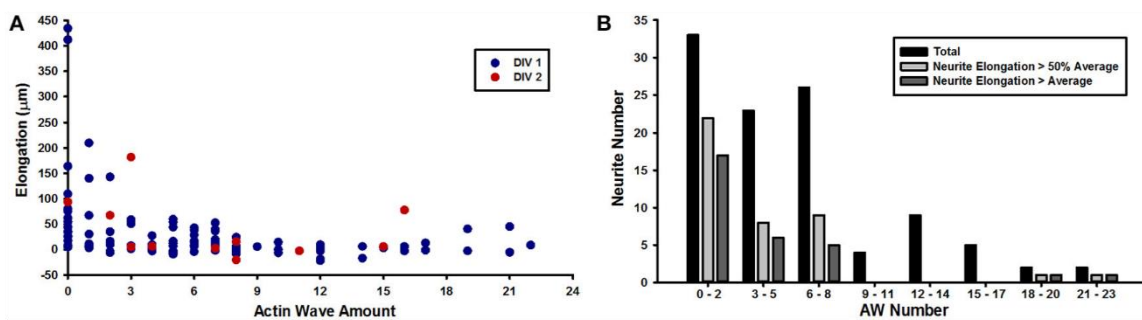 A
Elongation (μm)
450
400
350
300
250
200
150
100
50
0
-50
0 3 6 9 12 15 18 21 24
Actin Wave Amount
DIV 1
DIV 2
B
Neurite Number
35
30
25
20
15
10
5
0
0 - 2 3 - 5 6 - 8 9 - 11 12 - 14 15 - 17 18 - 20 21 - 23
AW Number
Total
Neurite Elongation > 50% Average
Neurite Elongation > Average